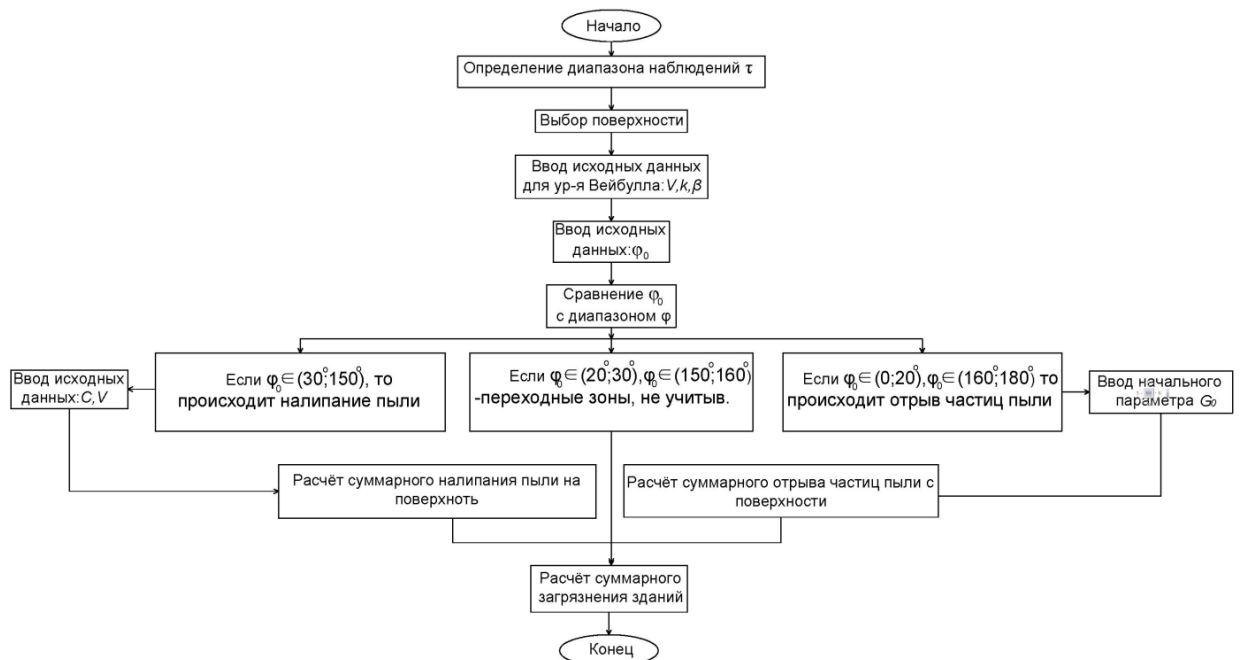 Начало
Определение диапазона наблюдений τ
Выбор поверхности
Ввод исходных данных
для ур-я Вейбулла:V,k,β
Ввод исходных
данных:φ₀
Сравнение φ₀
с диапазоном φ
Ввод исходных
данных:C,V
Если φ₀∈(30°;150°), то
происходит налипание пыли
Если φ₀∈(20°;30°),φ₀∈(150°;160°)
-переходные зоны, не учитыв.
Если φ₀∈(0;20°),φ₀∈(160°;180°) то
происходит отрыв частиц пыли
Ввод начального
параметра G₀
Расчёт суммарного налипания пыли на
поверхноть
Расчёт суммарного отрыва частиц пыли с
поверхности
Расчёт суммарного
загрязнения зданий
Конец